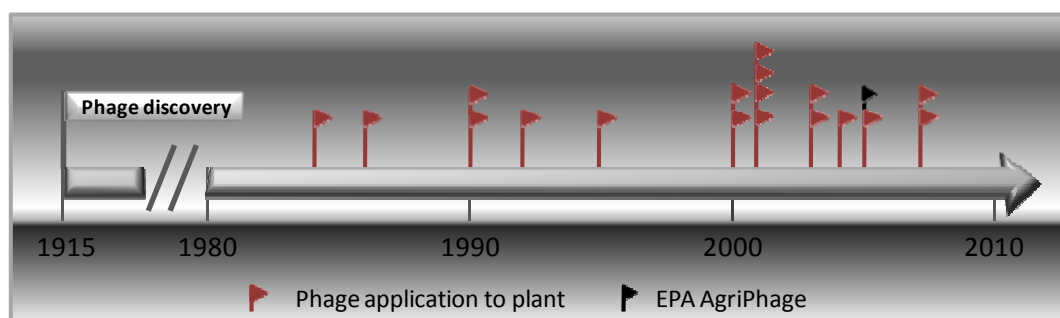 Phage discovery
1915 1980 1990 2000 2010
Phage application to plant EPA AgriPhage